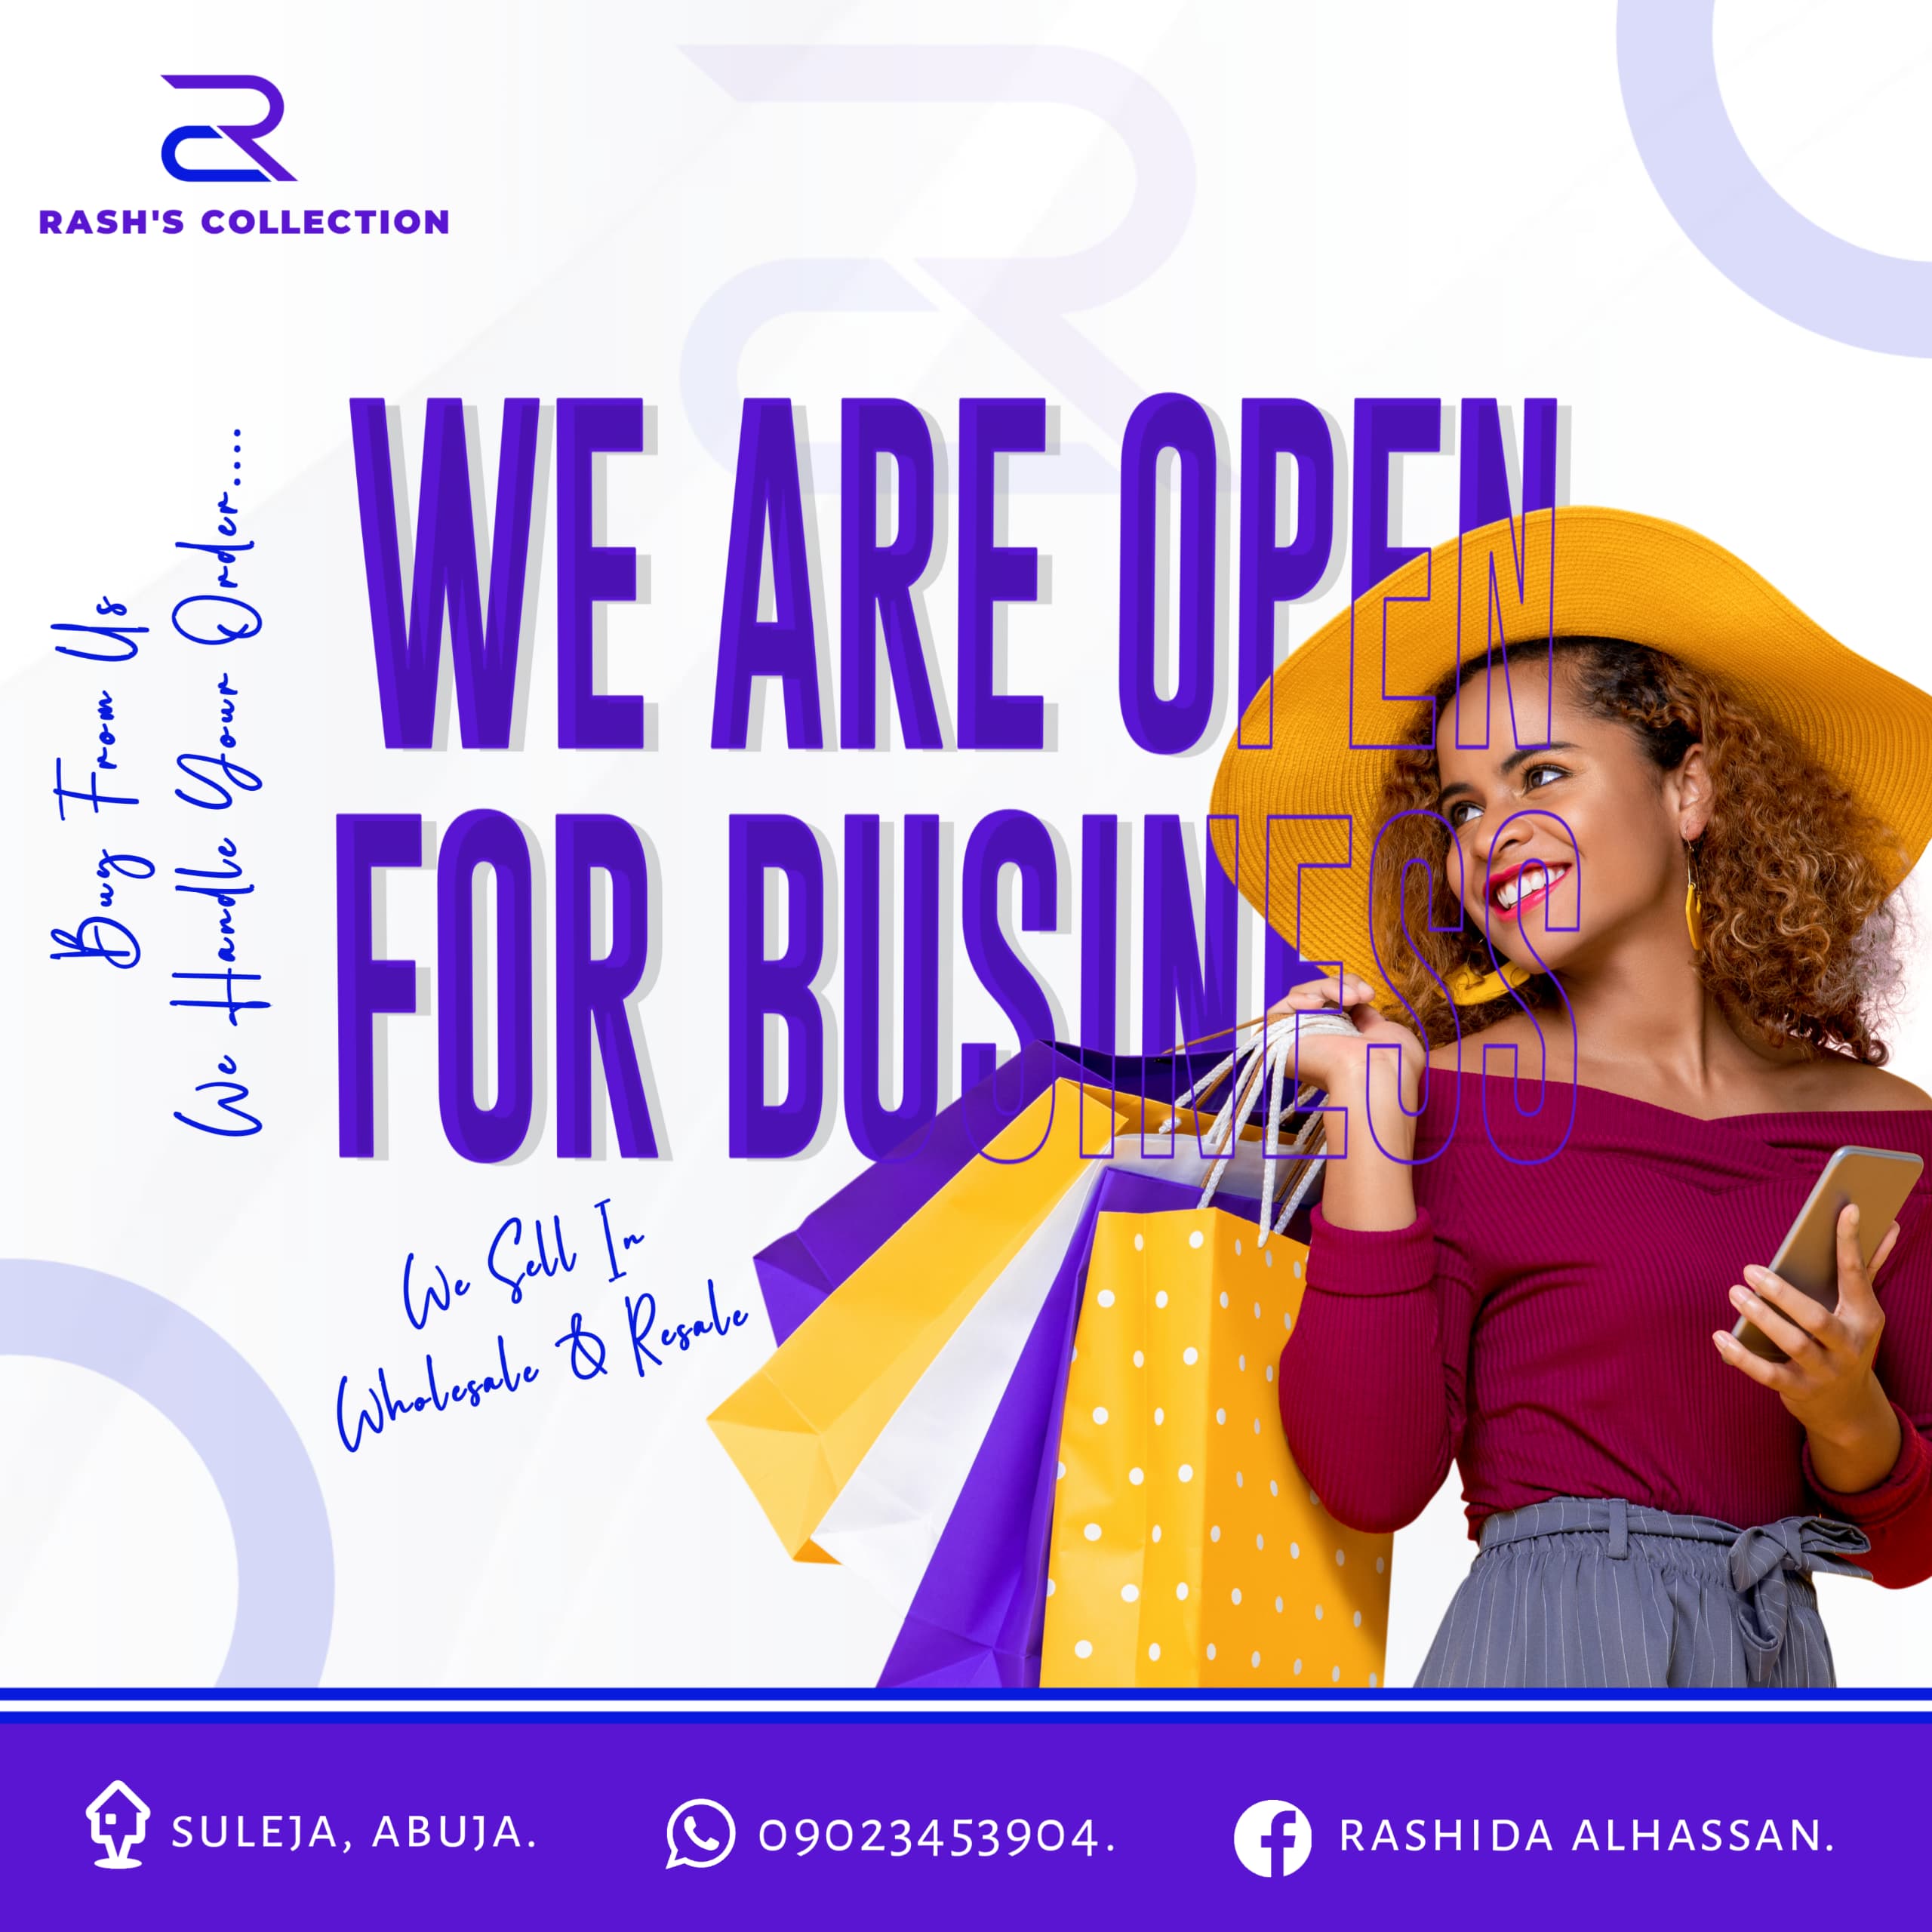 RASH'S COLLECTION
Buy From Us
We Handle Your Order....
WE ARE OPEN
FOR BUSINESS
We Sell In
Wholesale & Resale
SULEJA, ABUJA.
09023453904.
RASHIDA ALHASSAN.